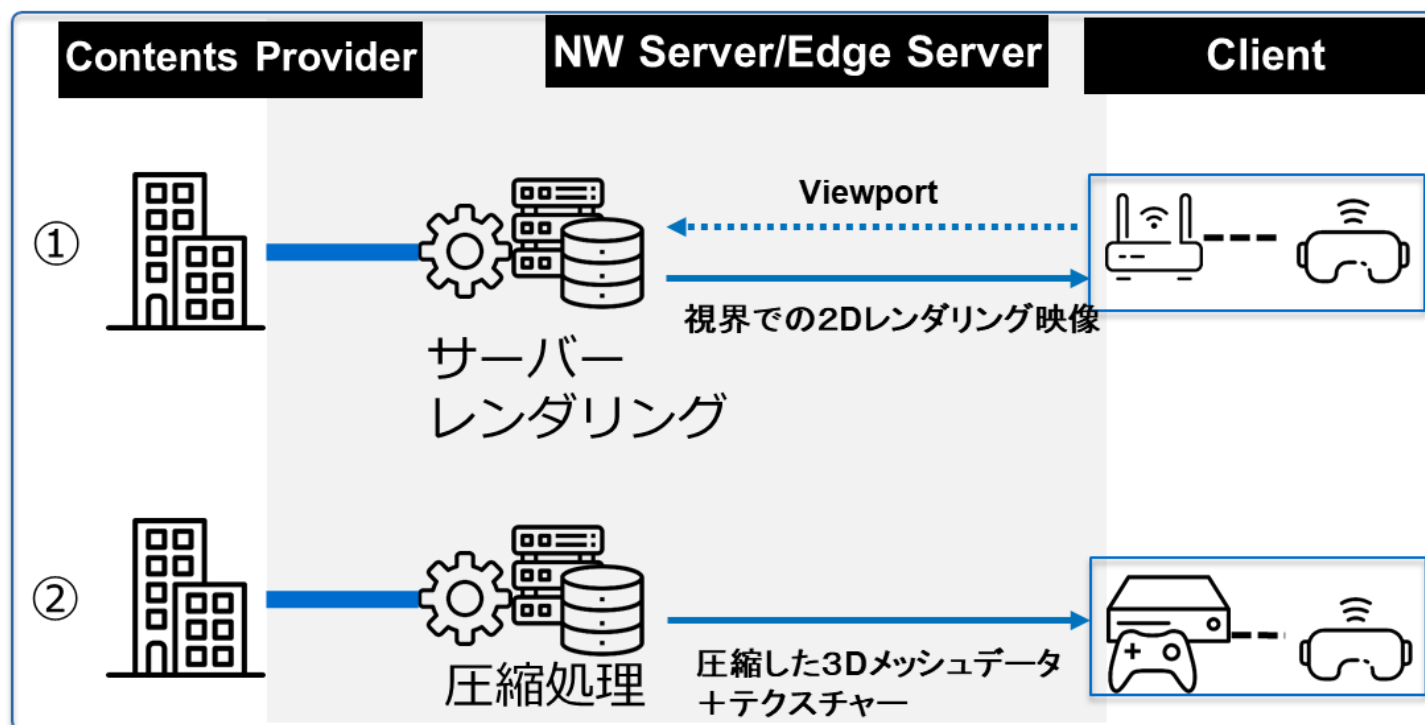 Contents Provider
NW Server/Edge Server
Client
①
Viewport
視界での2Dレンダリング映像
サーバー
レンダリング
②
圧縮処理
圧縮した3Dメッシュデータ
＋テクスチャー